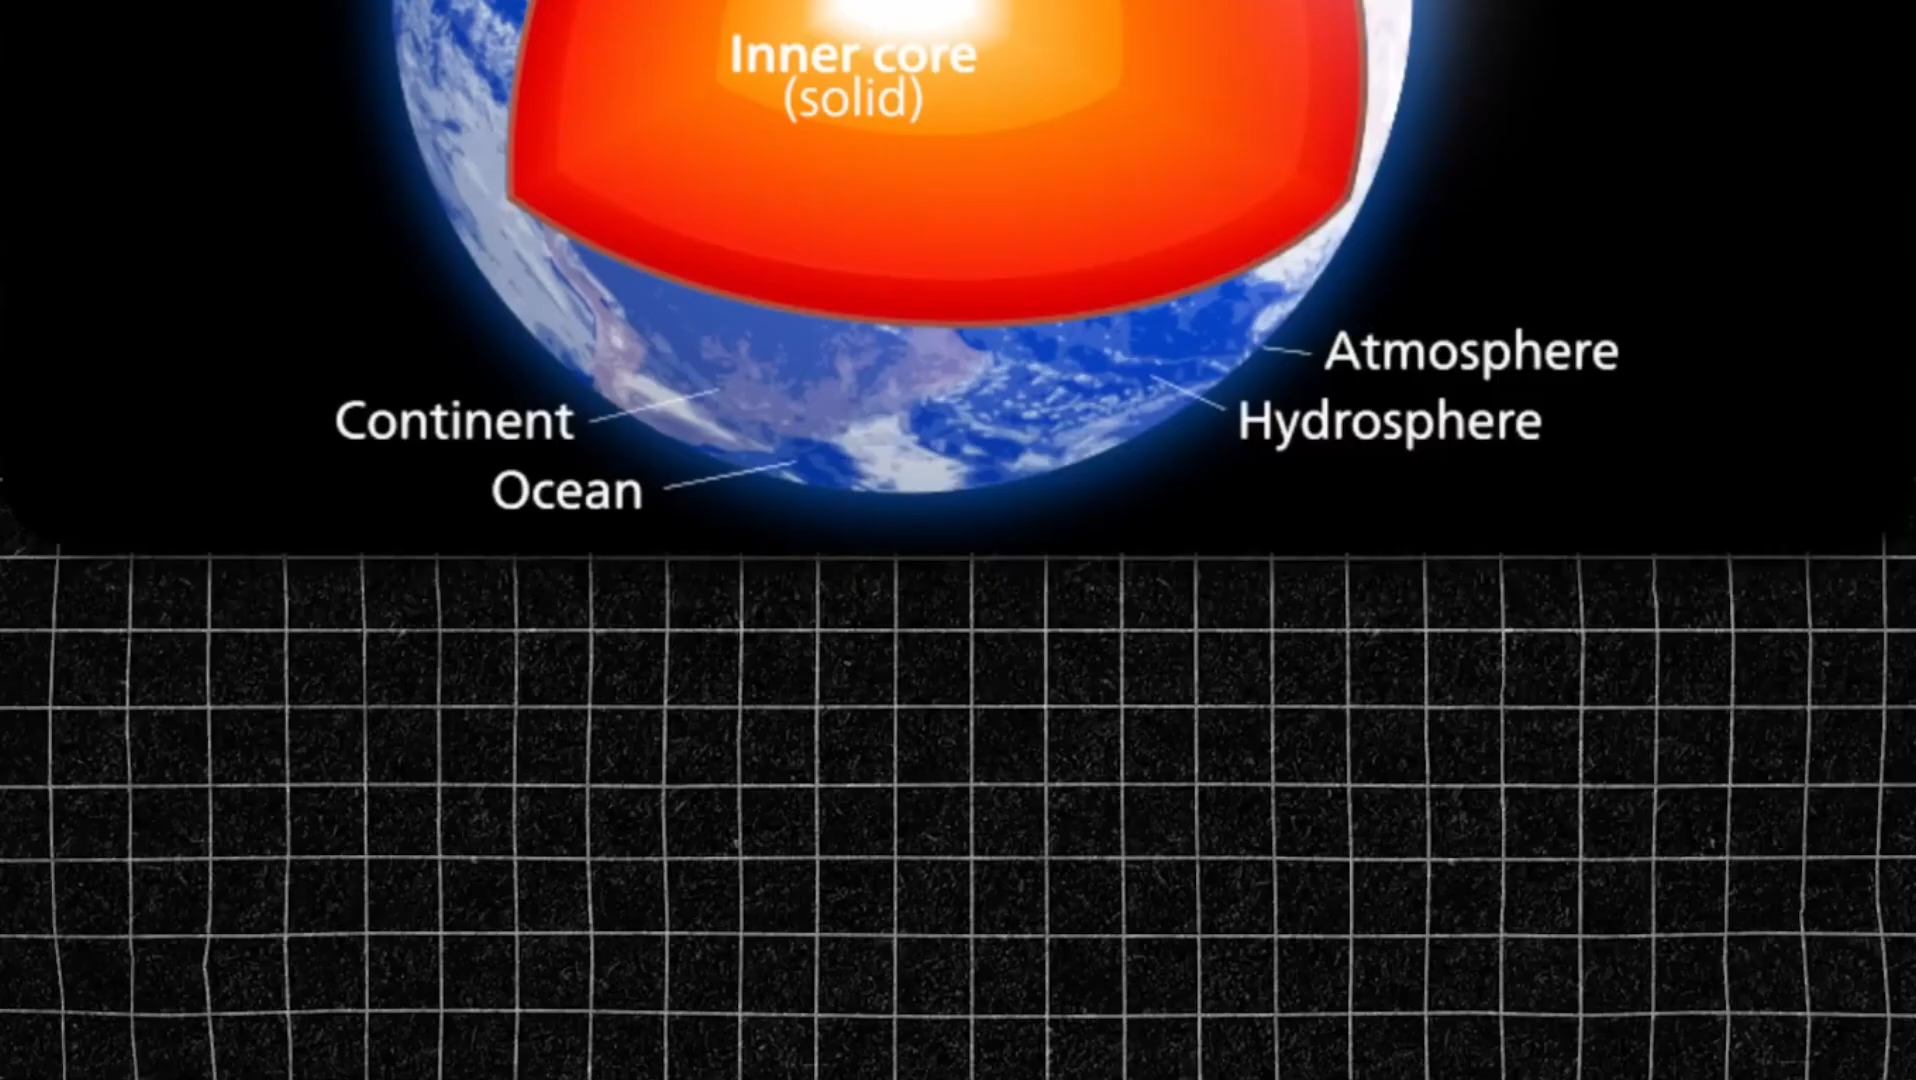 Inner core
(solid)
Atmosphere
Continent
Hydrosphere
Ocean